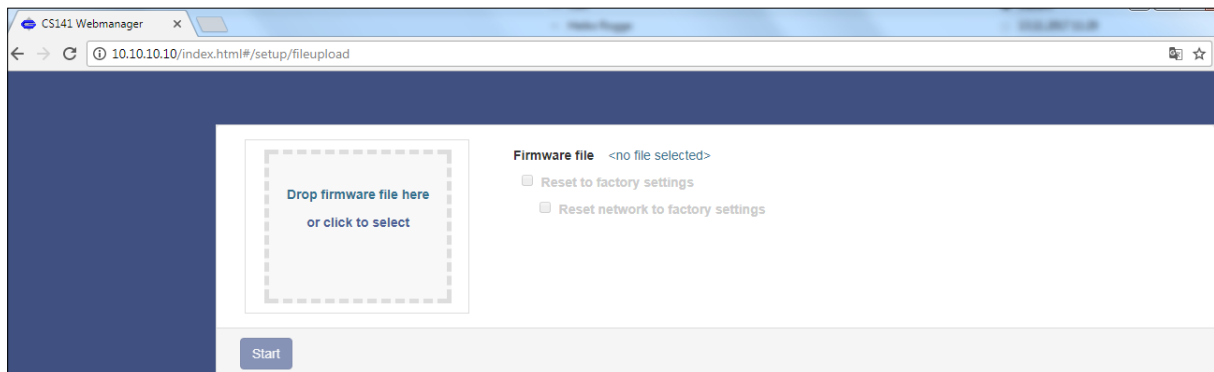 CS141 Webmanager
10.10.10.10/index.html#/setup/fileupload
Drop firmware file here
or click to select
Firmware file <no file selected>
Reset to factory settings
Reset network to factory settings
Start